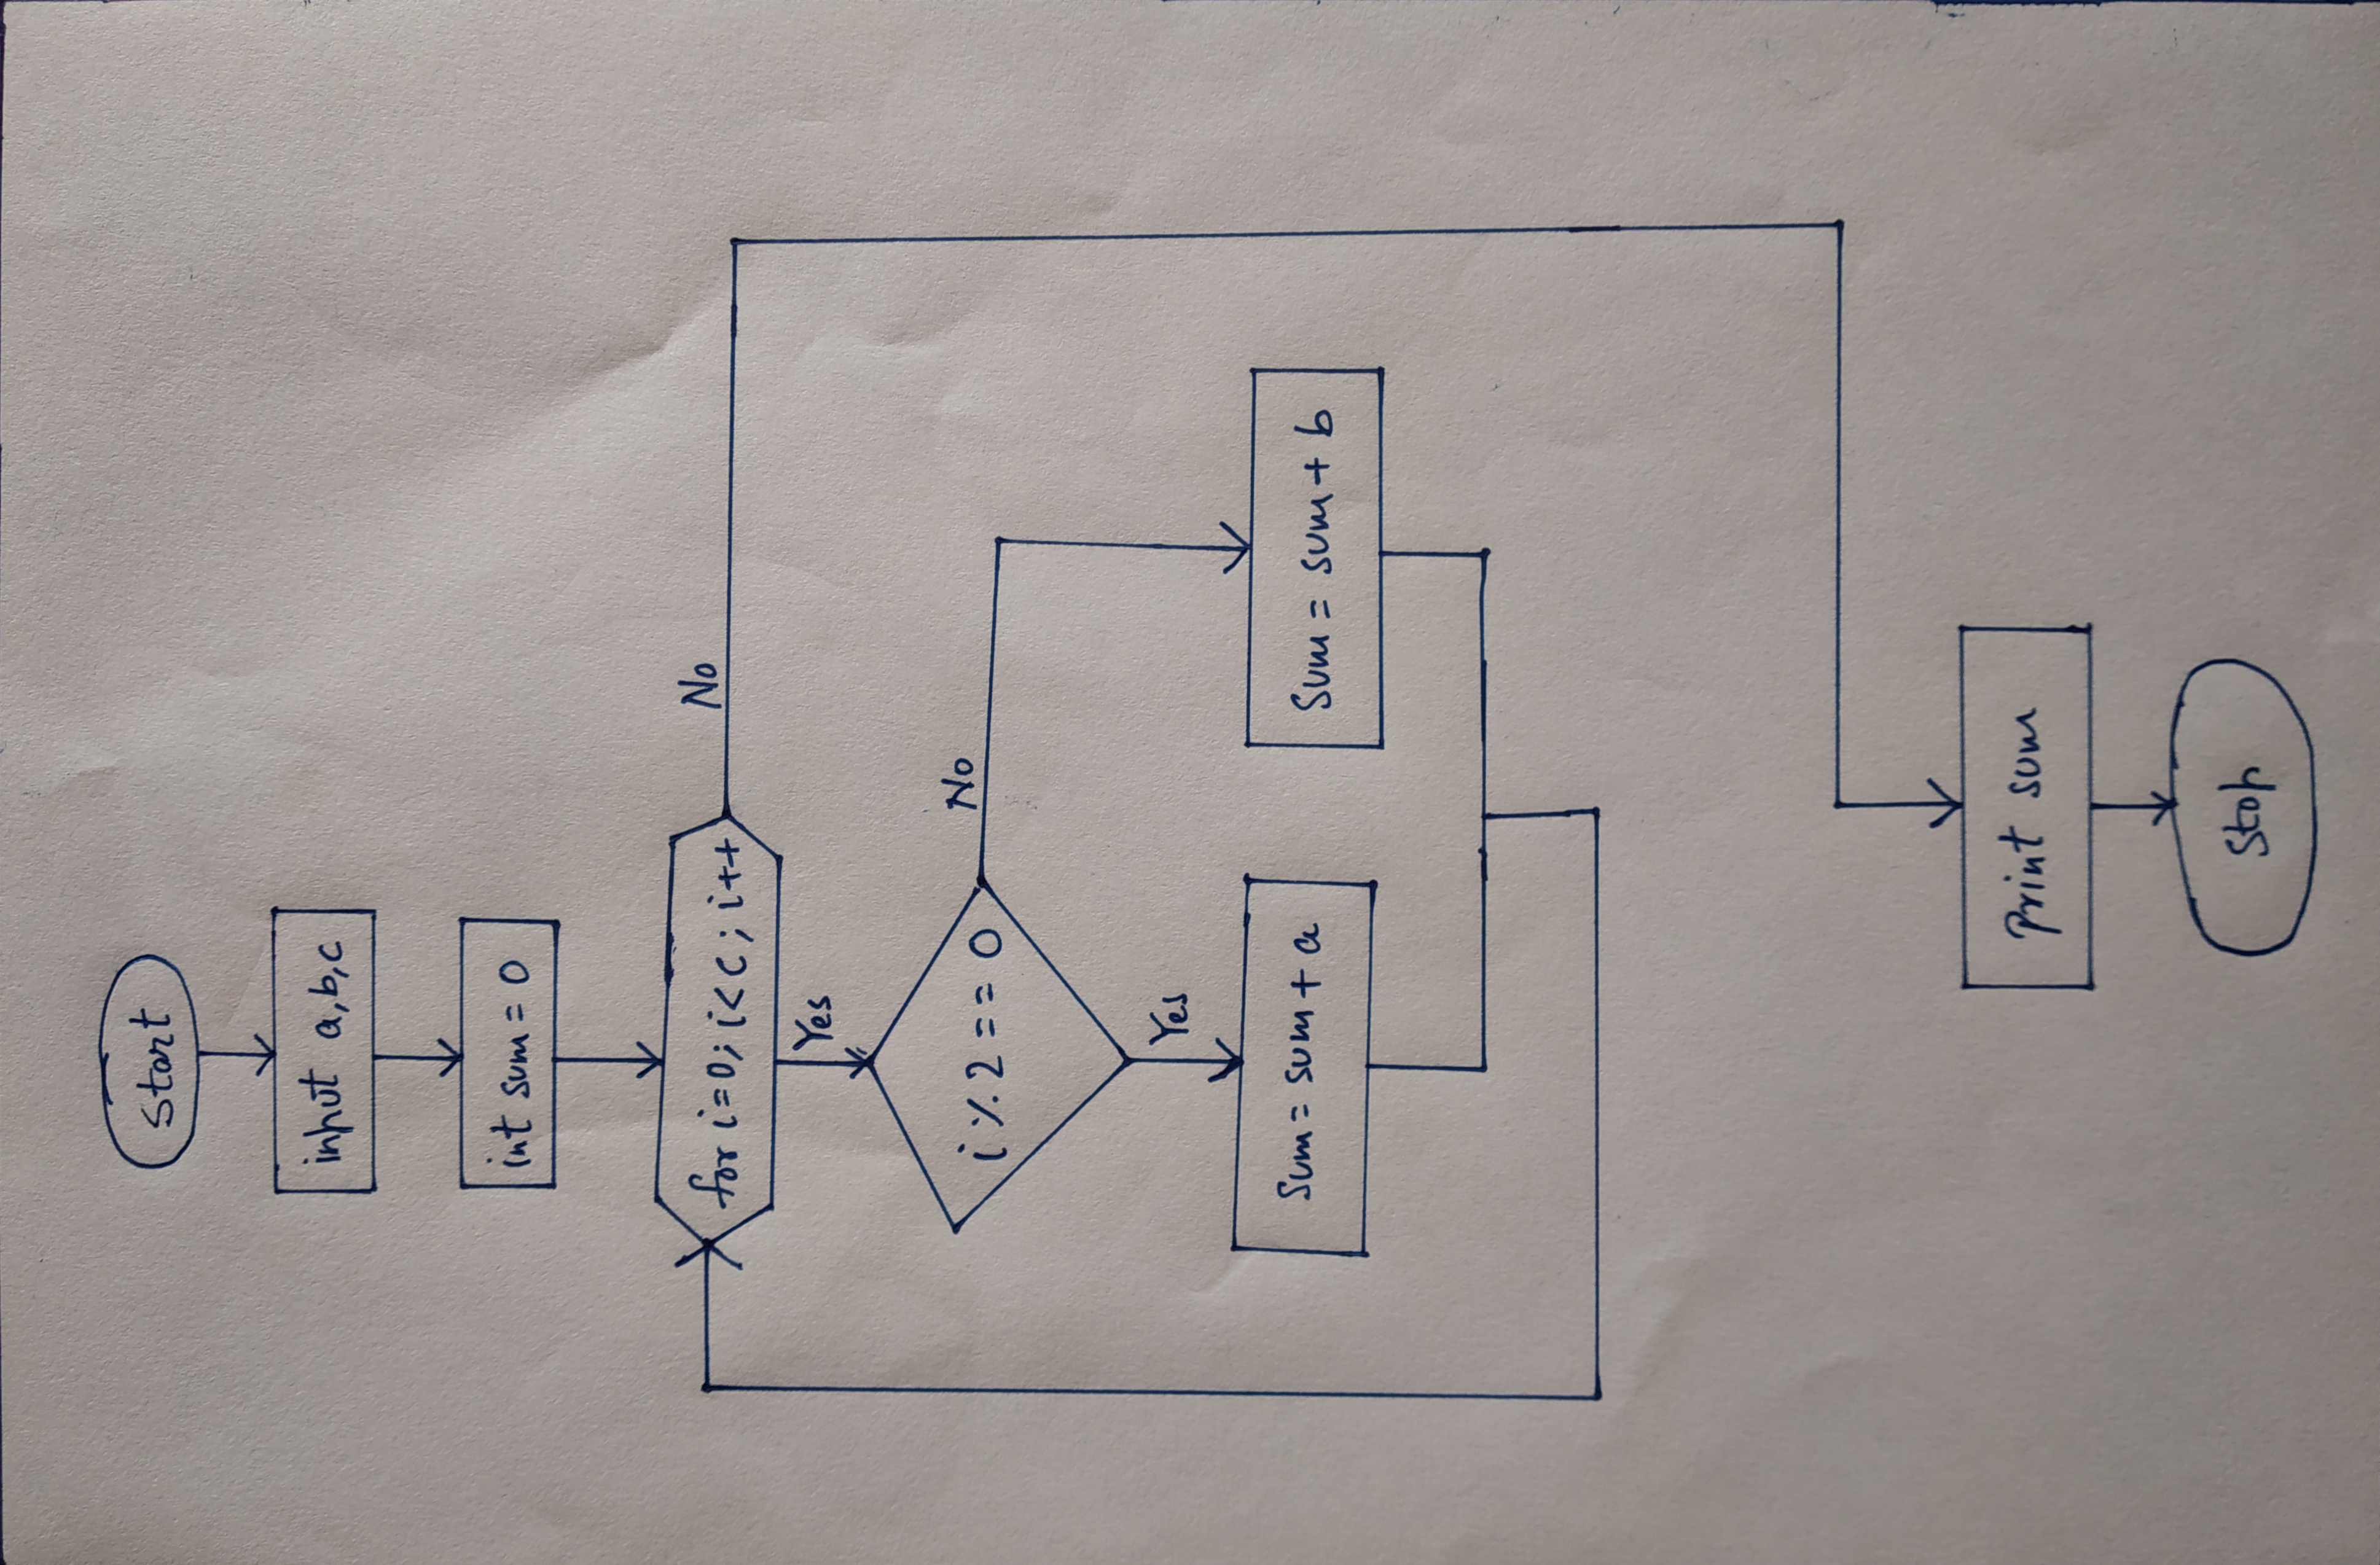 Start
input a,b,c
int sum = 0
for i=0; i<c; i++
No
Yes
i % 2 == 0
No
Yes
Sum = sum + a
Sum = sum + b
Print sum
Stop